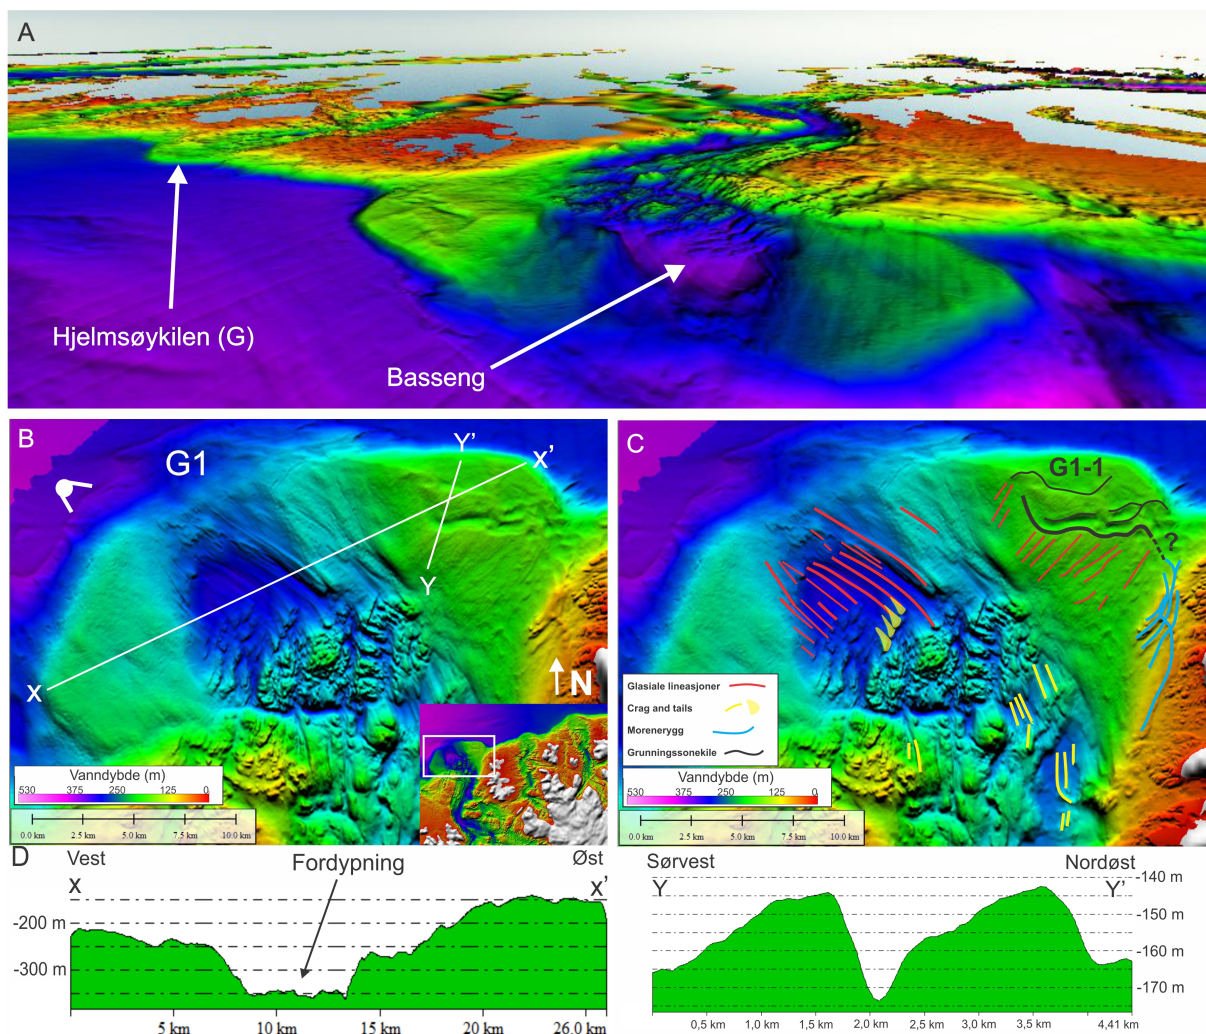 A
Hjelmsøykilen (G)
Basseng
B
G1
Y'
X'
Y
X
N
Vanndybde (m)
530 375 250 125 0
0.0 km 2.5 km 5.0 km 7.5 km 10.0 km
C
G1-1
?
Glasiale lineasjoner
Crag and tails
Morenerygg
Grunningssonekile
Vanndybde (m)
530 375 250 125 0
0.0 km 2.5 km 5.0 km 7.5 km 10.0 km
D
Vest
Fordypning
Øst
X
X'
-200 m
-300 m
5 km 10 km 15 km 20 km 26.0 km
Sørvest
Nordøst
Y
Y'
-140 m
-150 m
-160 m
-170 m
0,5 km 1,0 km 1,5 km 2,0 km 2,5 km 3,0 km 3,5 km 4,41 km